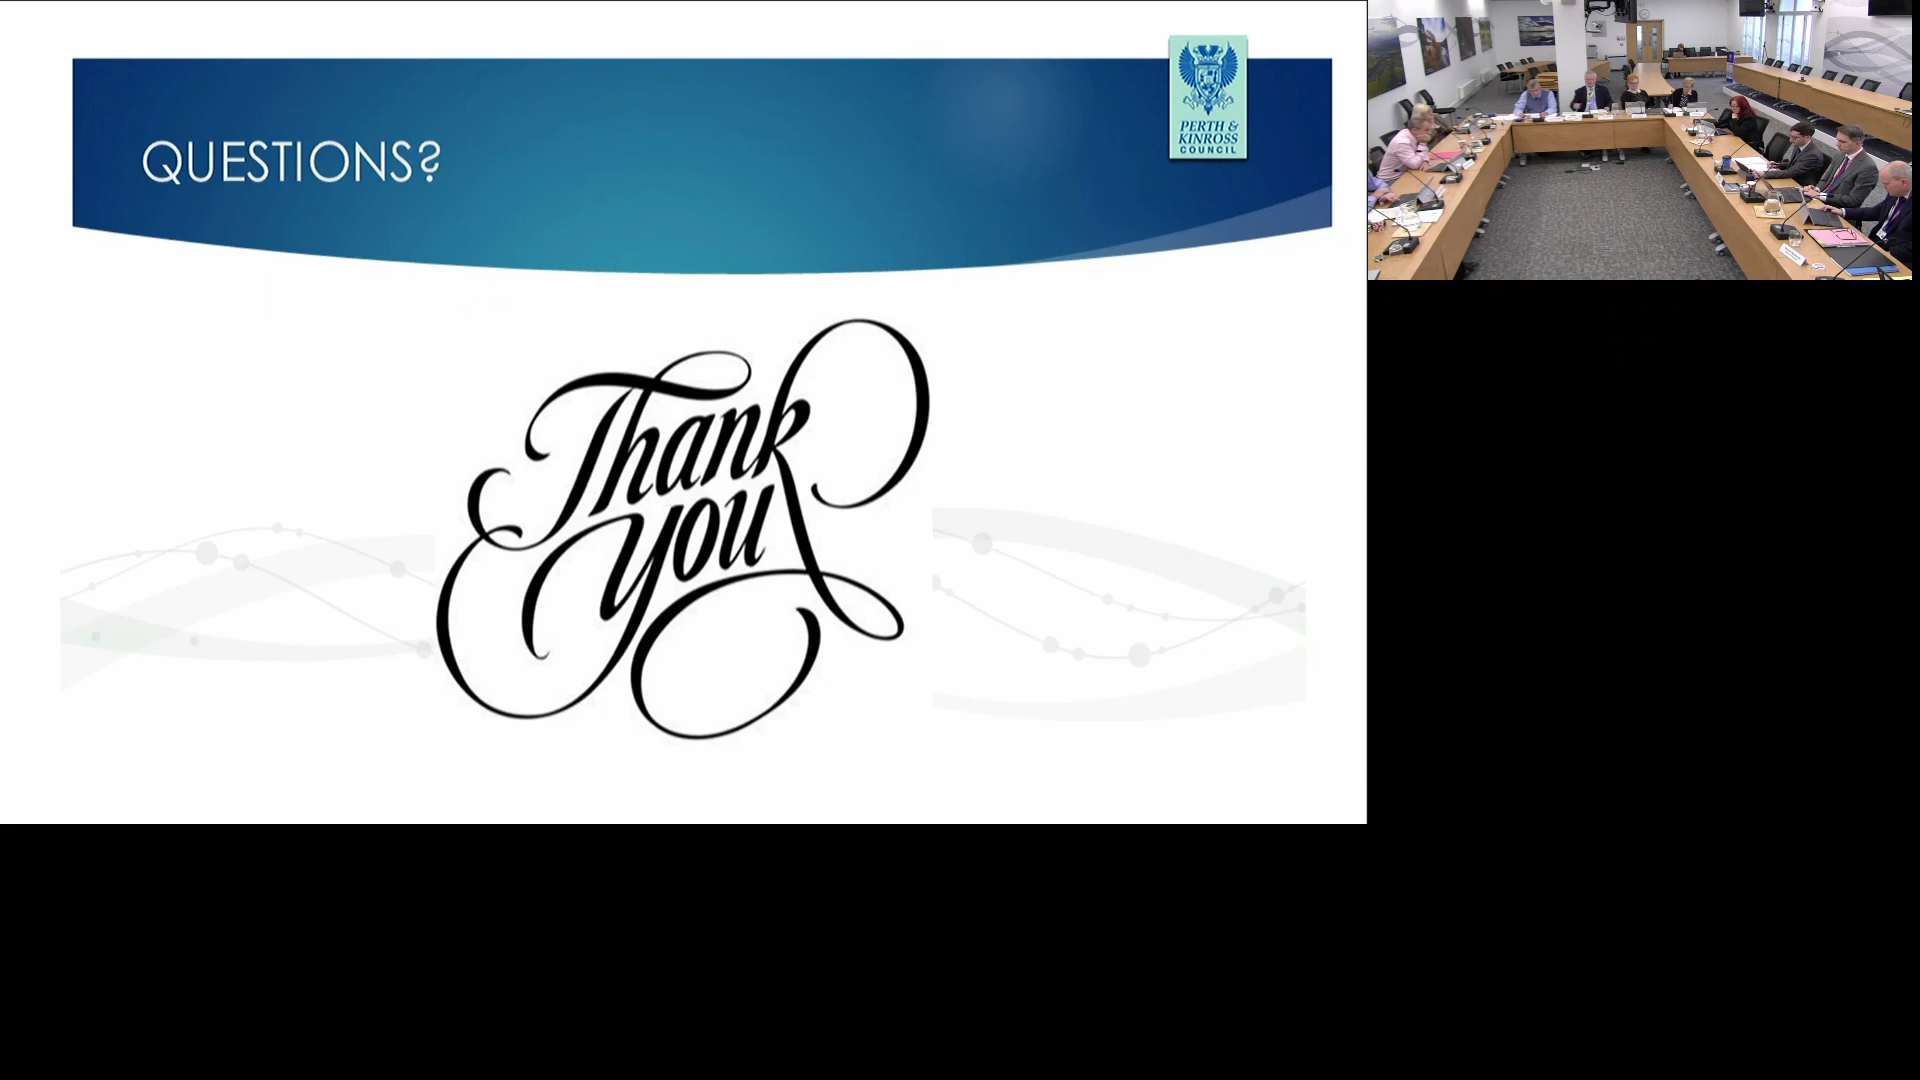 QUESTIONS?
PERTH &
KINROSS
COUNCIL
Thank
you